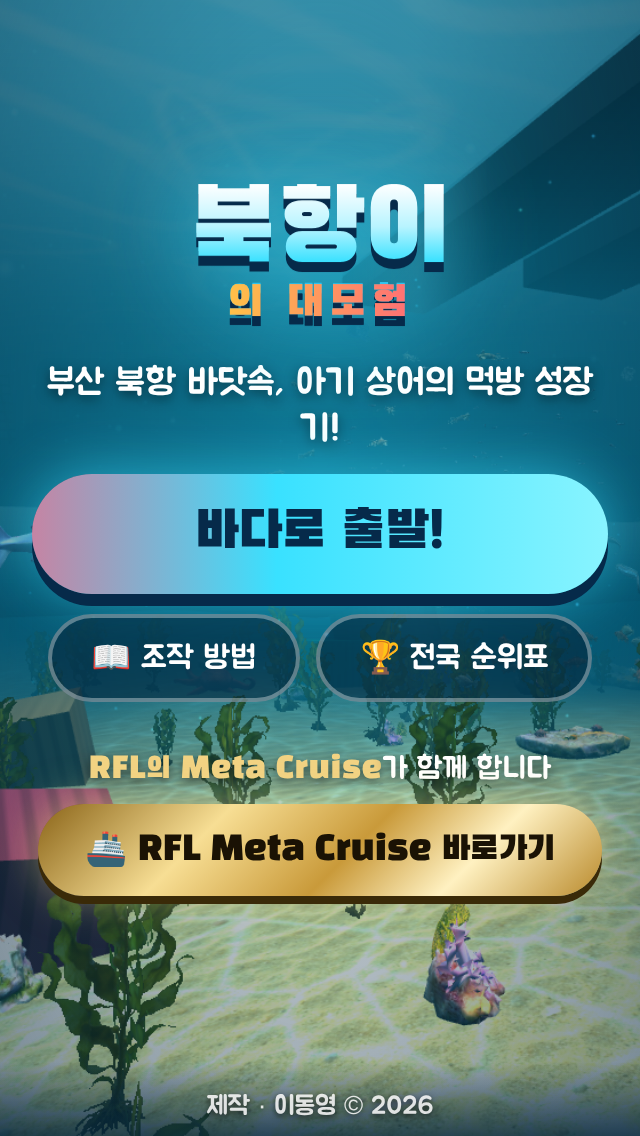 북항이
의 대모험
부산 북항 바닷속, 아기 상어의 먹방 성장
기!
바다로 출발!
📖 조작 방법
🏆 전국 순위표
RFL의 Meta Cruise가 함께 합니다
🚢 RFL Meta Cruise 바로가기
제작 · 이동영 © 2026